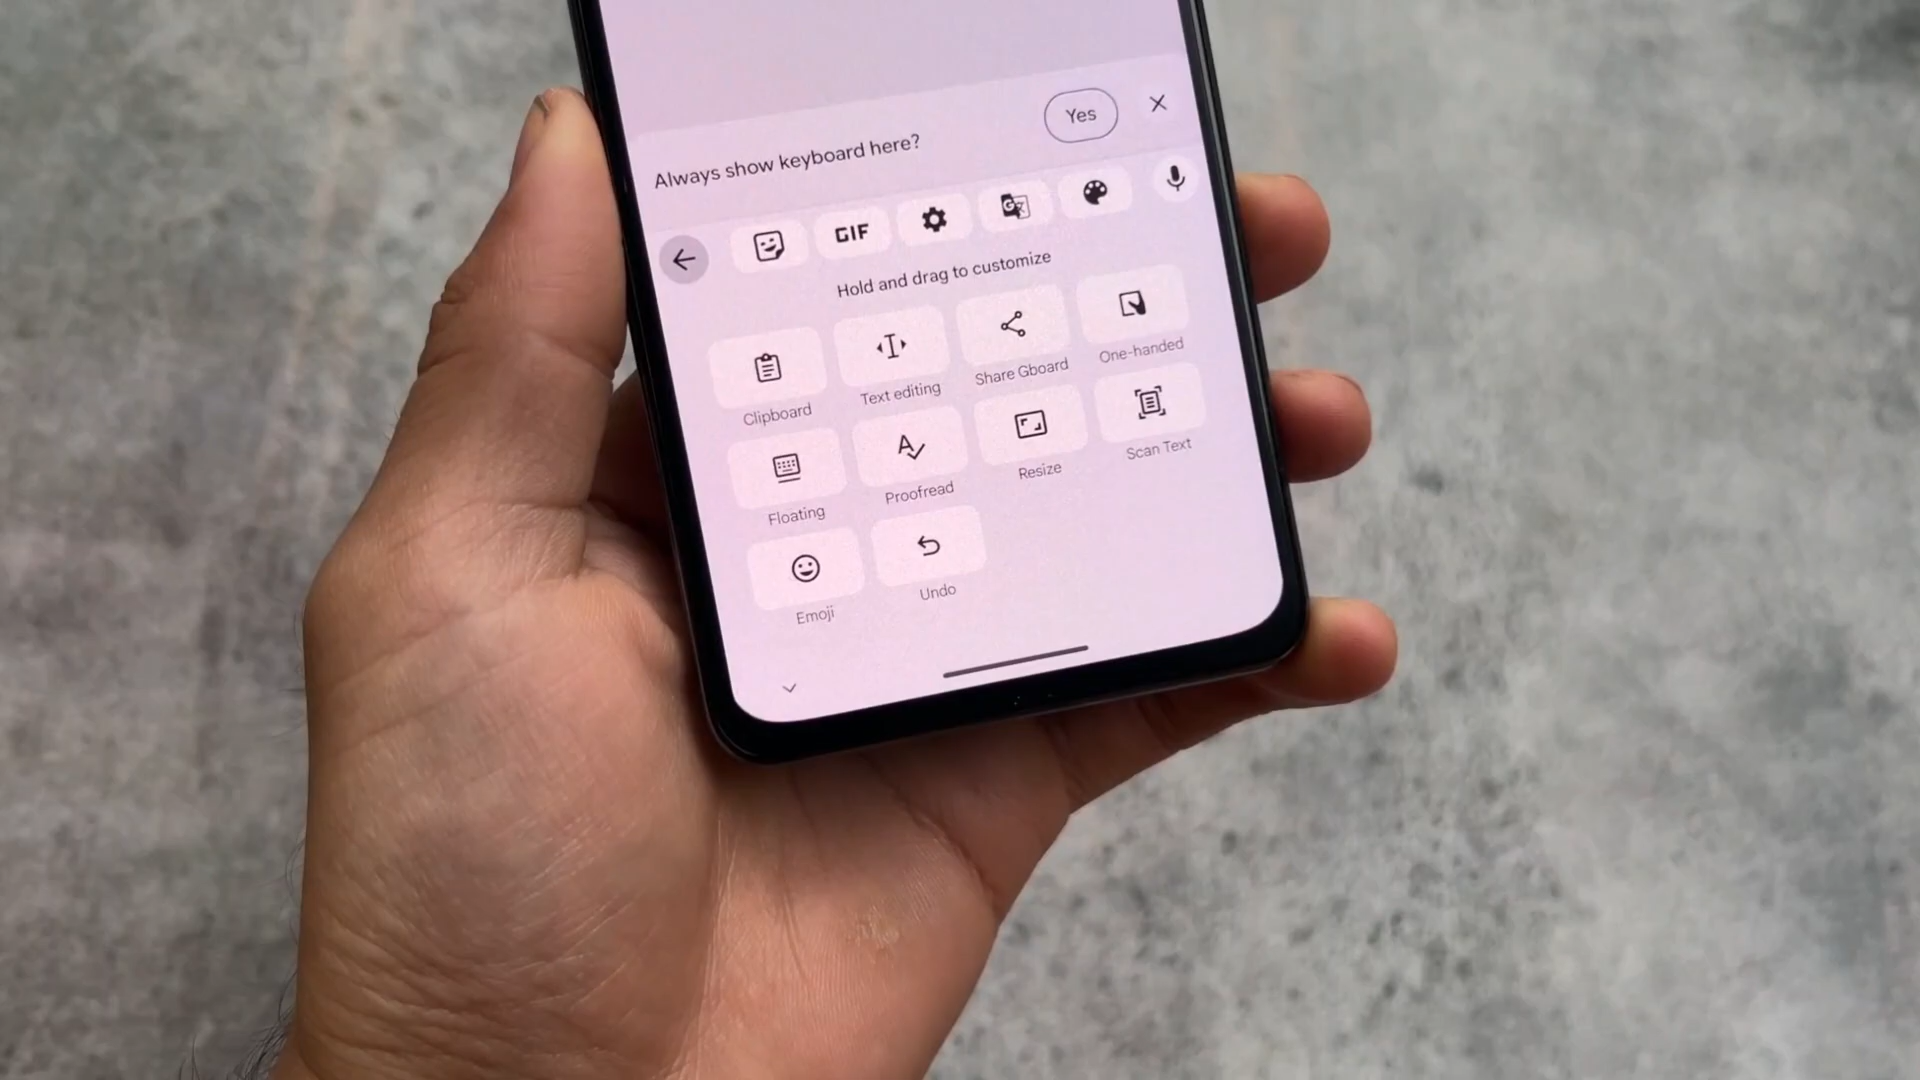 Always show keyboard here?
Yes
GIF
Hold and drag to customize
Clipboard
Text editing
Share Gboard
One-handed
Floating
Proofread
Resize
Scan Text
Emoji
Undo